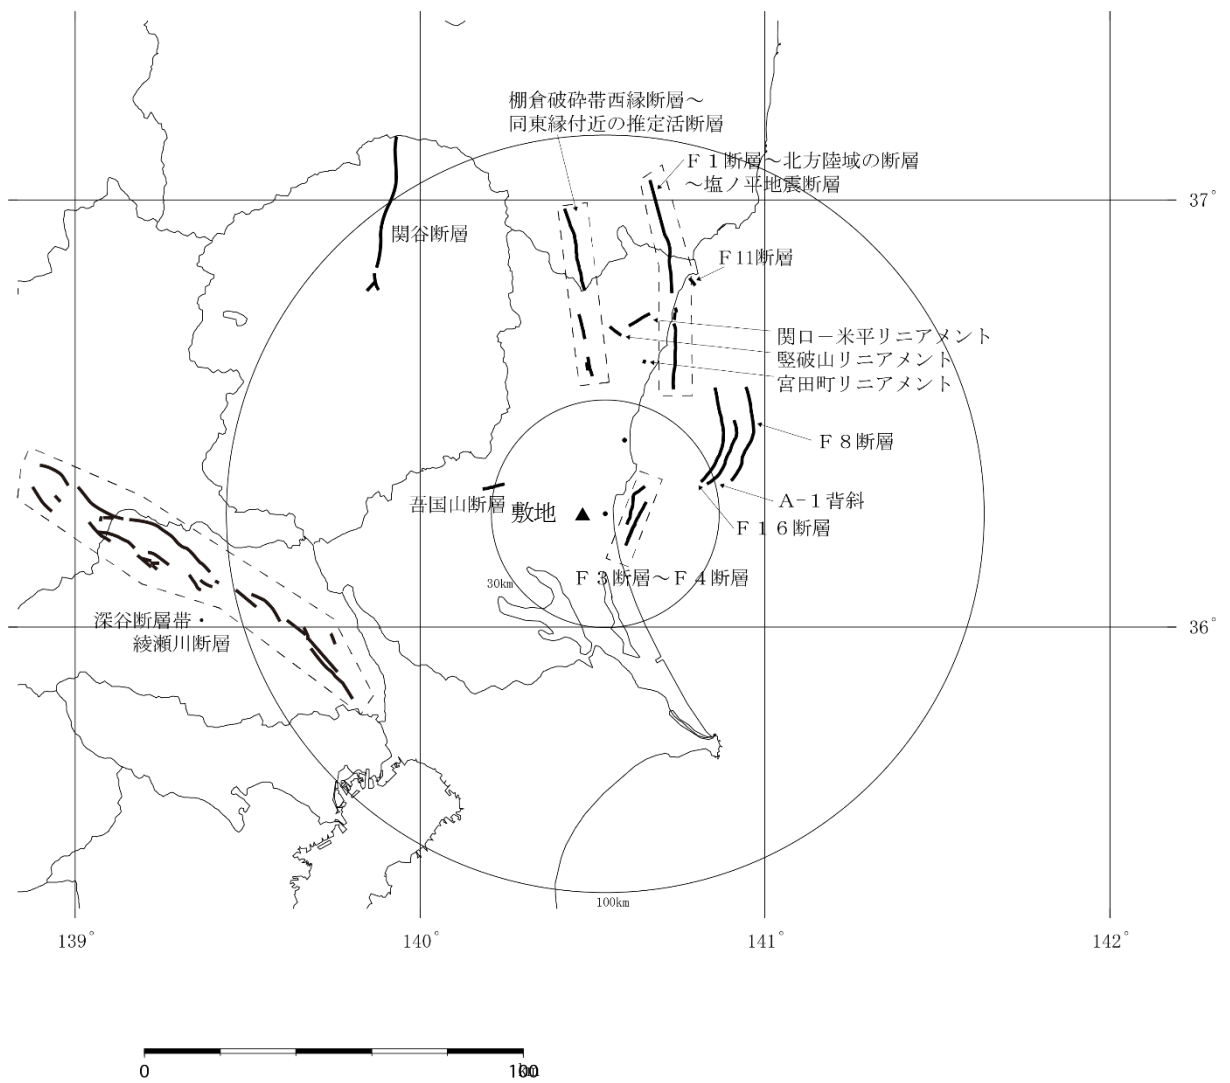 棚倉破砕帯西縁断層～
同東縁付近の推定活断層
Ｆ１断層～北方陸域の断層
～塩ノ平地震断層
37°
関谷断層
Ｆ11断層
関口－米平リニアメント
竪破山リニアメント
宮田町リニアメント
Ｆ８断層
吾国山断層
敷地 ▲
A-1背斜
Ｆ１６断層
Ｆ３断層～Ｆ４断層
30km
深谷断層帯・
綾瀬川断層
36°
100km
139°
140°
141°
142°
0
100
km